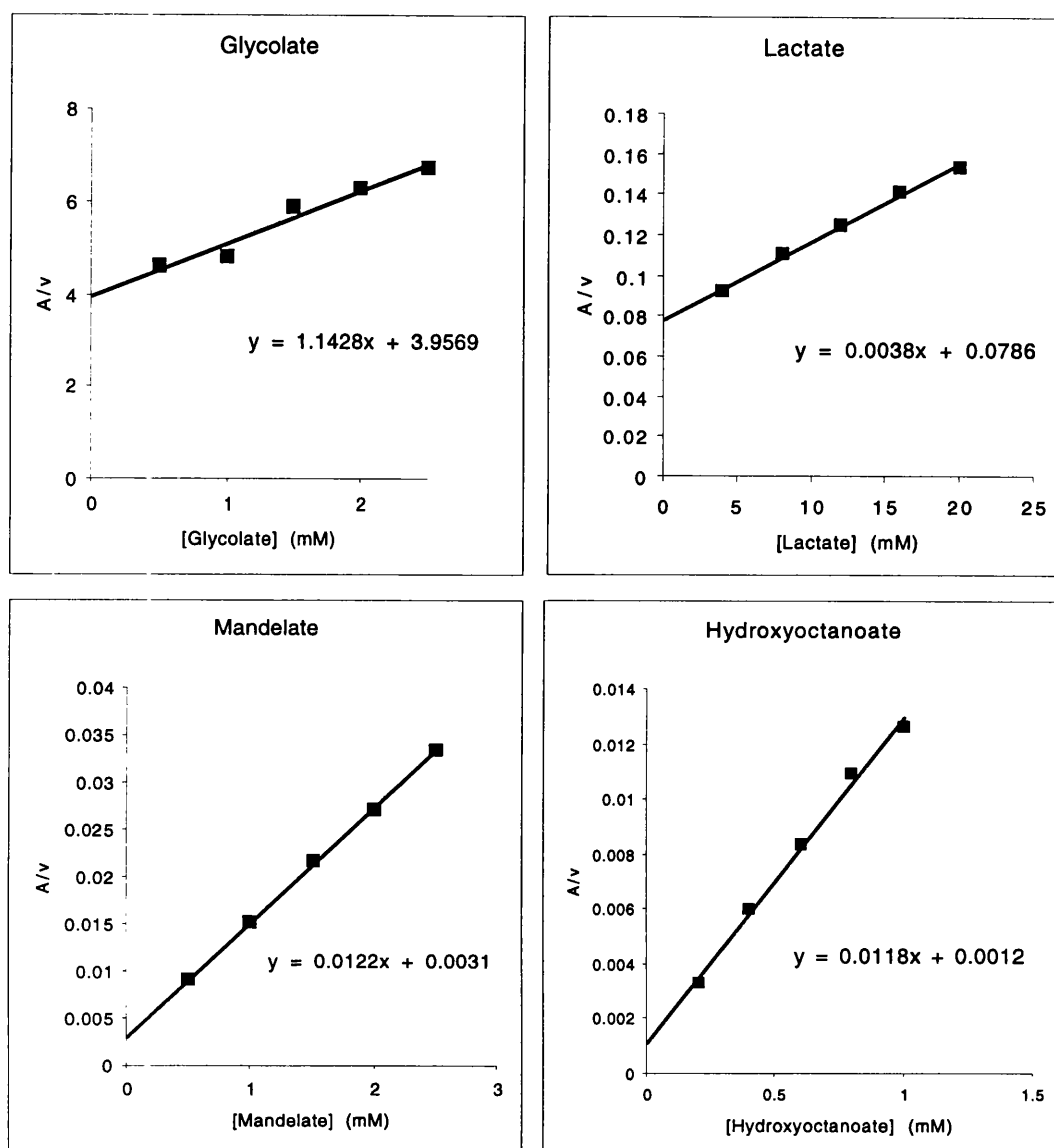 Glycolate
8
6
4
2
0
A/v
y = 1.1428x + 3.9569
0 1 2
[Glycolate] (mM)
Lactate
0.18
0.16
0.14
0.12
0.1
0.08
0.06
0.04
0.02
0
A/v
y = 0.0038x + 0.0786
0 5 10 15 20 25
[Lactate] (mM)
Mandelate
0.04
0.035
0.03
0.025
0.02
0.015
0.01
0.005
0
A/v
y = 0.0122x + 0.0031
0 1 2 3
[Mandelate] (mM)
Hydroxyoctanoate
0.014
0.012
0.01
0.008
0.006
0.004
0.002
0
A/v
y = 0.0118x + 0.0012
0 0.5 1 1.5
[Hydroxyoctanoate] (mM)